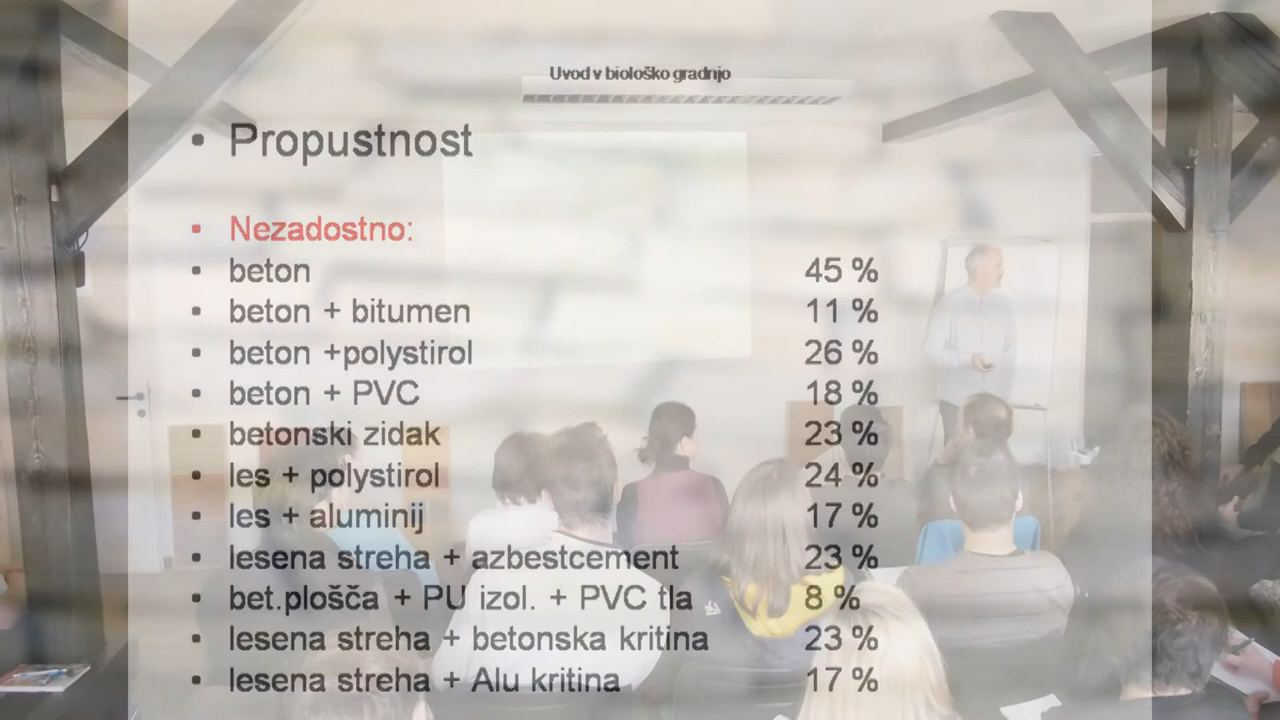 Uvod v biološko gradnjo
• Propustnost
• Nezadostno:
• beton 45 %
• beton + bitumen 11 %
• beton +polystirol 26 %
• beton + PVC 18 %
• betonski zidak 23 %
• les + polystirol 24 %
• les + aluminij 17 %
• lesena streha + azbestcement 23 %
• bet.plošča + PU izol. + PVC tla 8 %
• lesena streha + betonska kritina 23 %
• lesena streha + Alu kritina 17 %